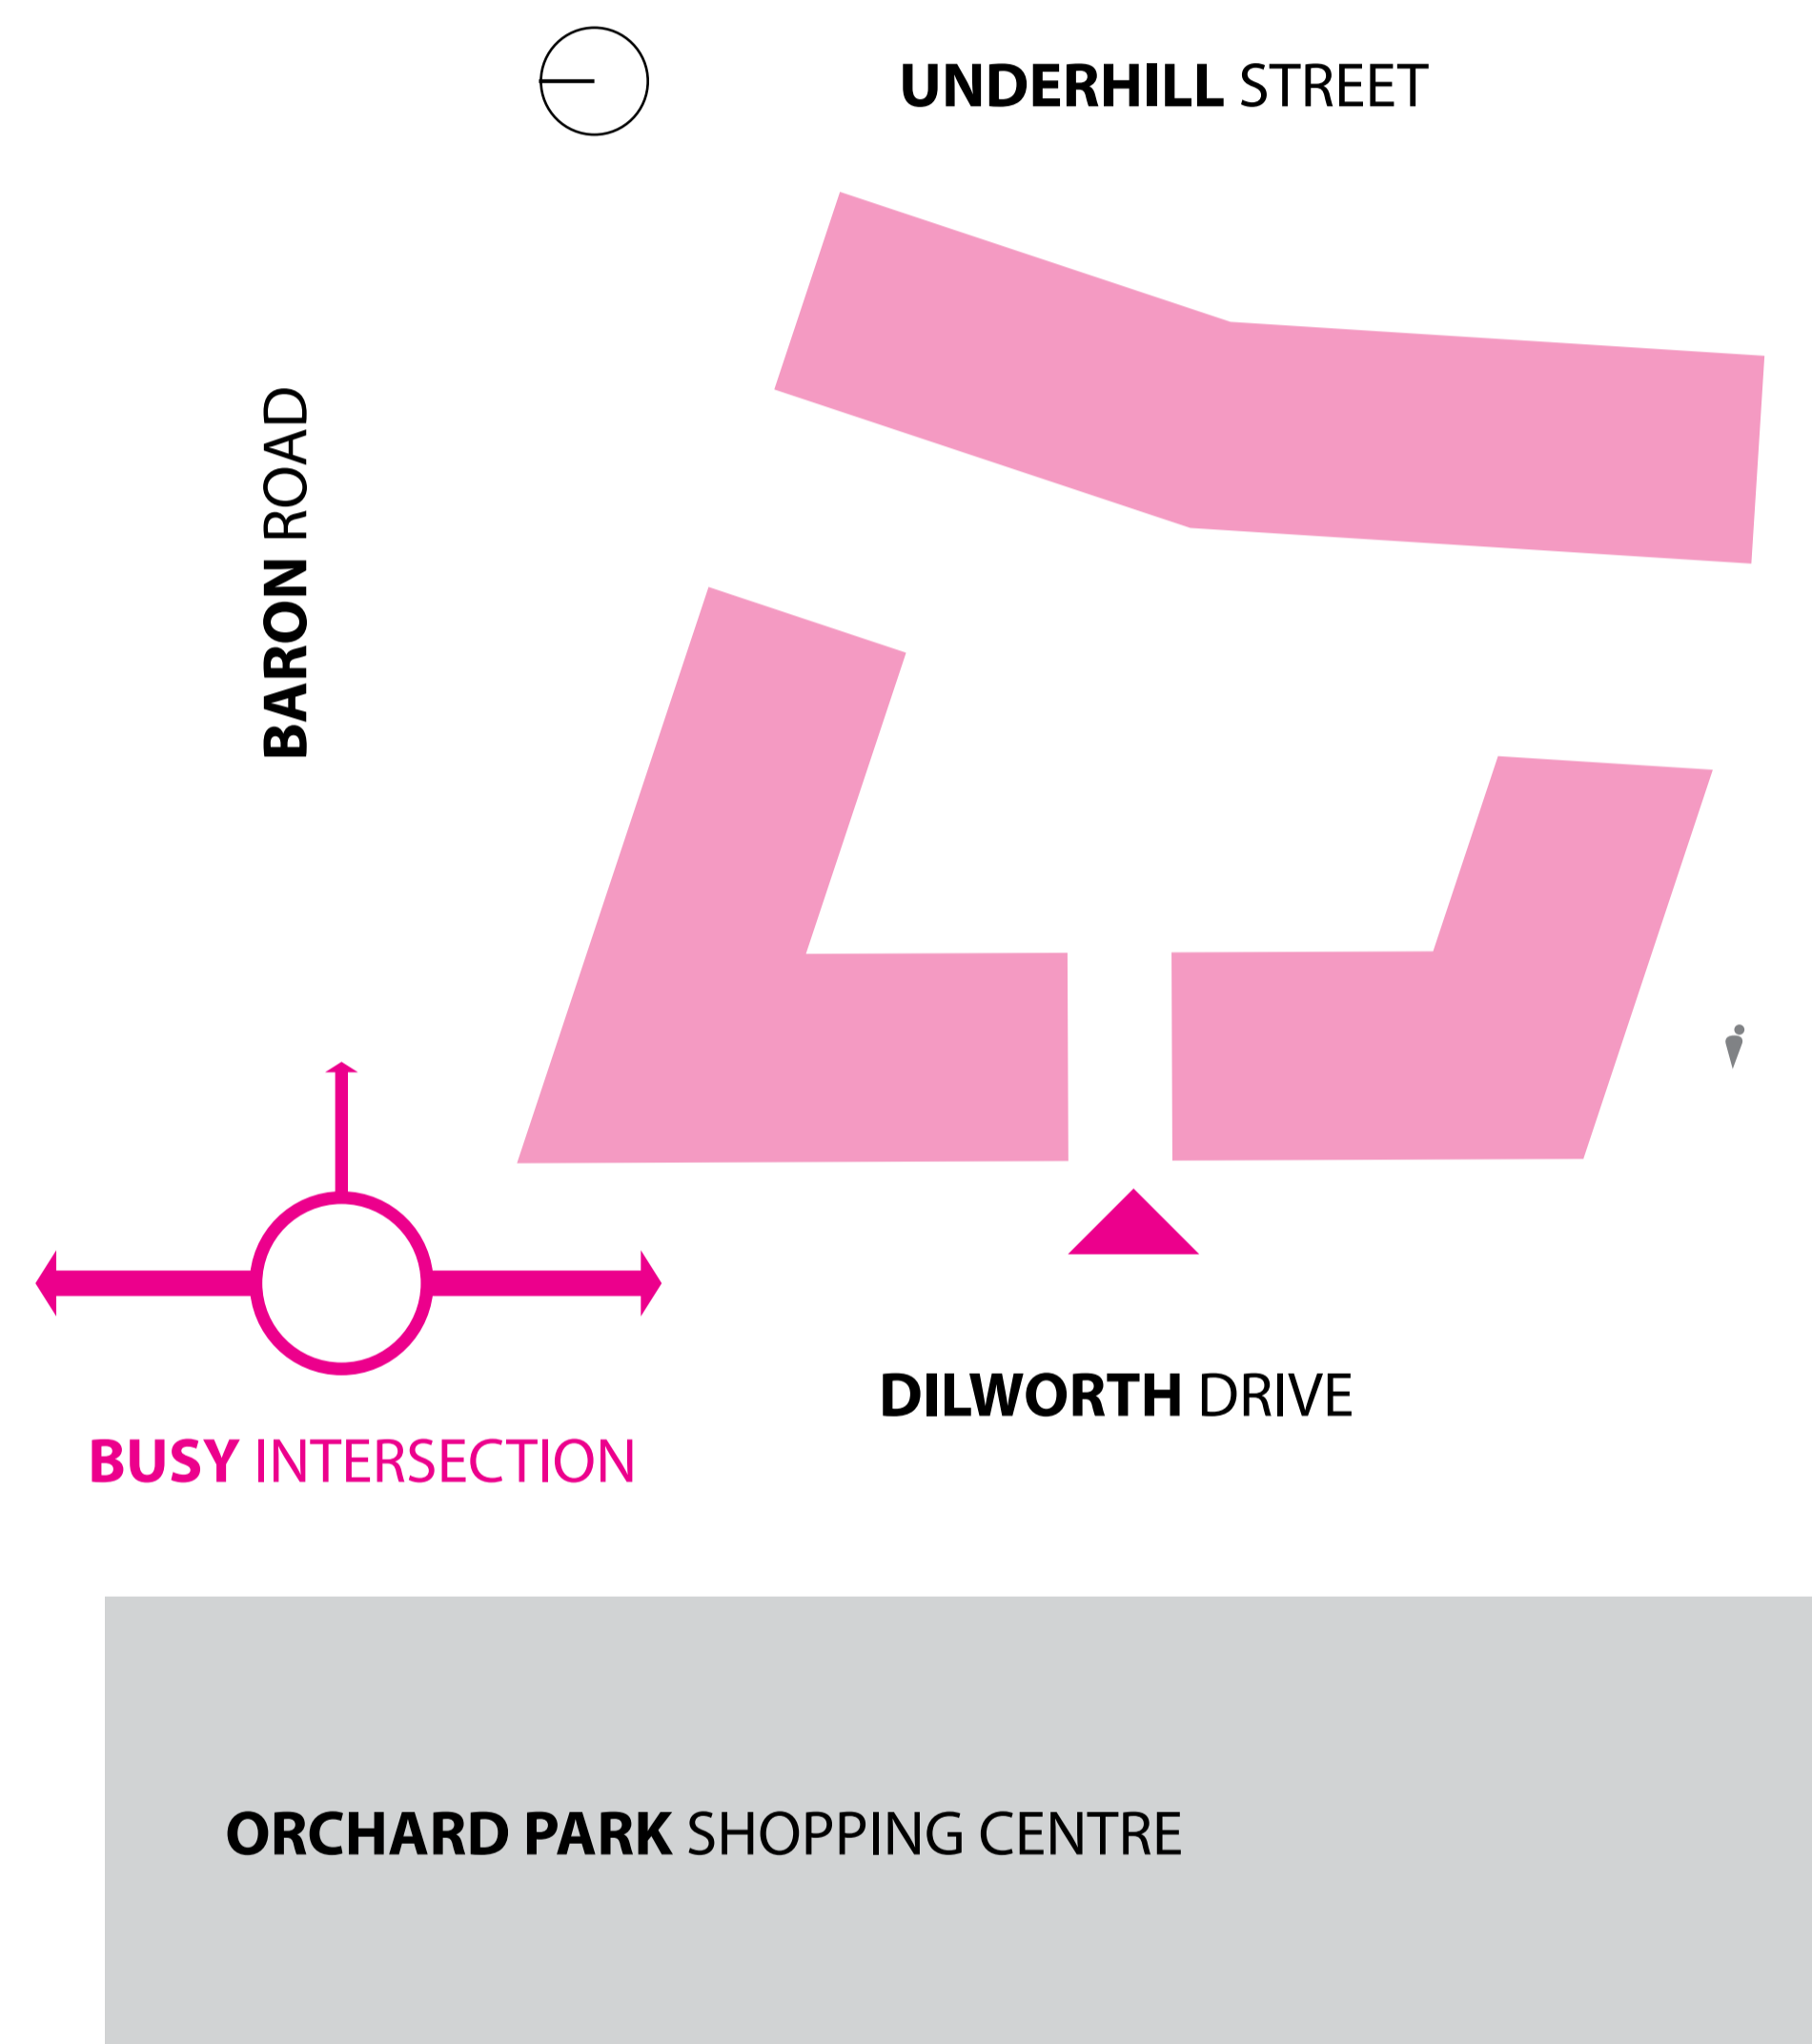 UNDERHILL STREET
BARON ROAD
DILWORTH DRIVE
BUSY INTERSECTION
ORCHARD PARK SHOPPING CENTRE